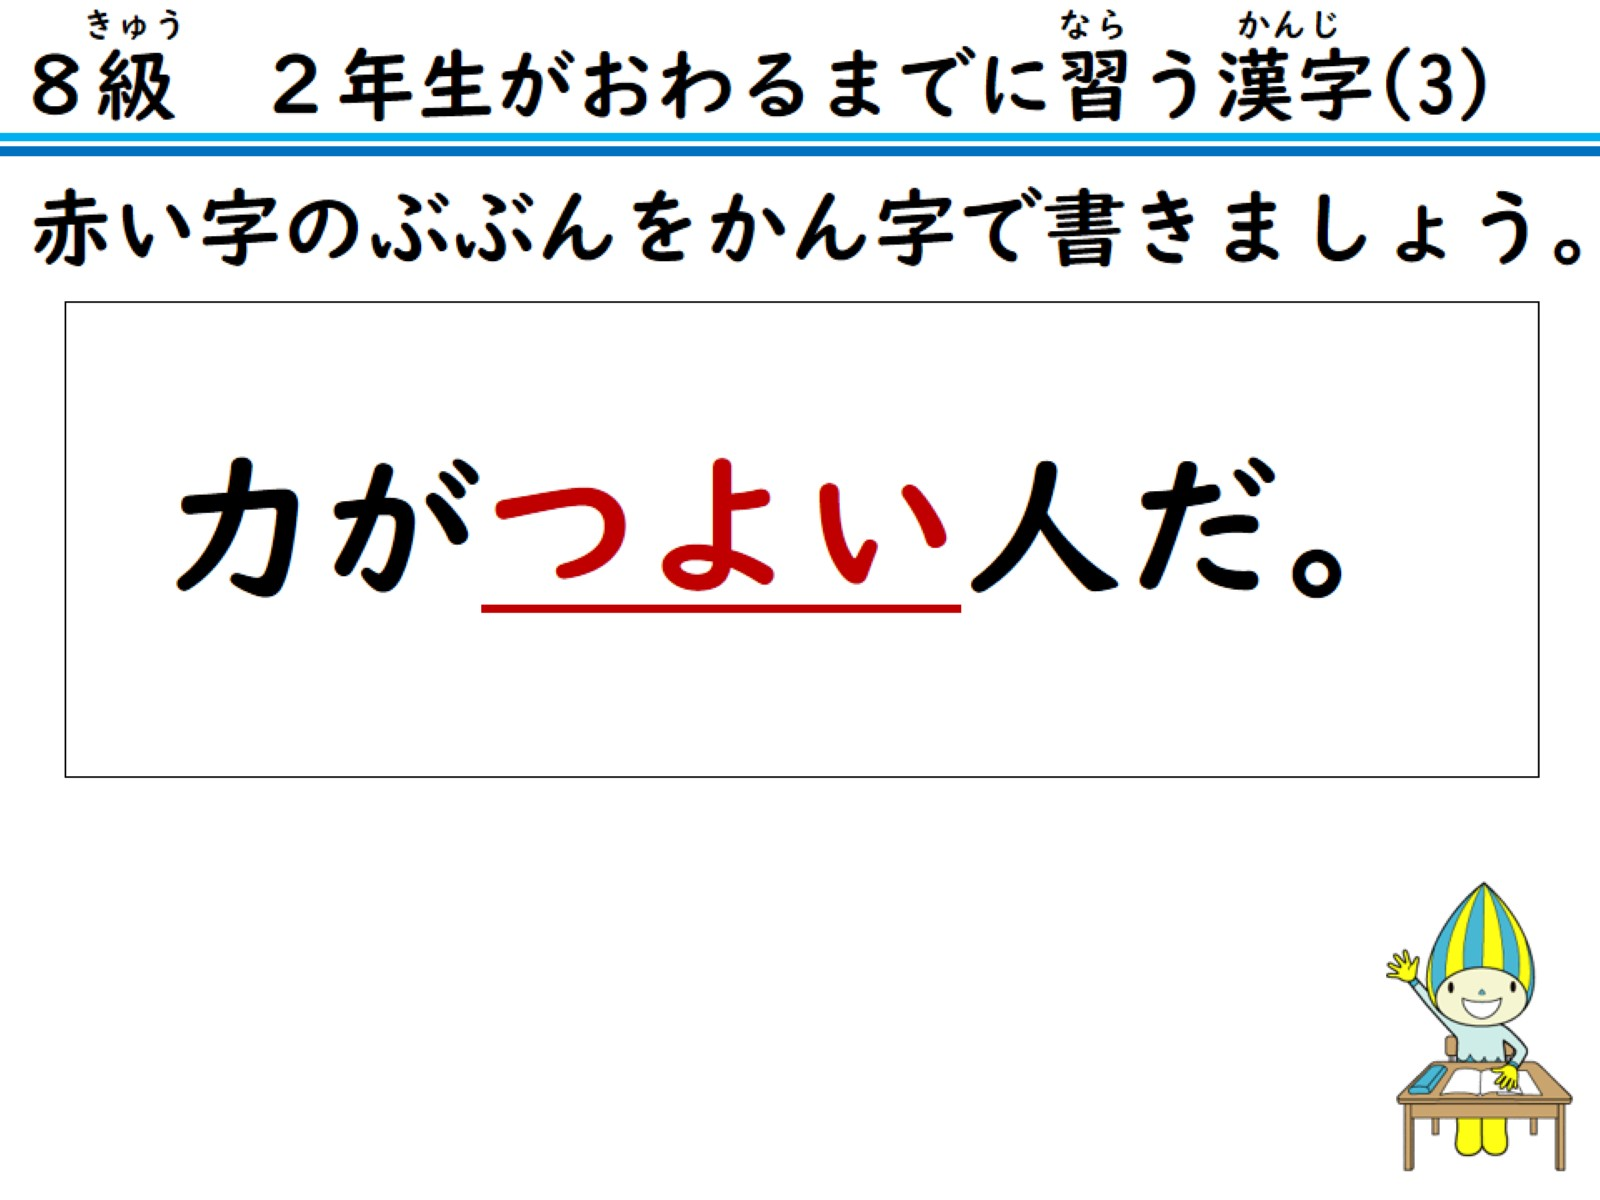 きゅう なら かんじ
8級 2年生がおわるまでに習う漢字(3)
赤い字のぶぶんをかん字で書きましょう。
力がつよい人だ。